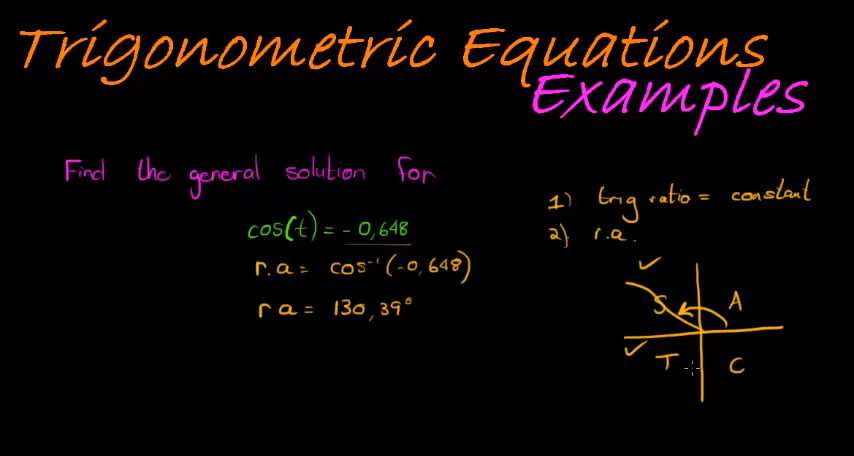 Trigonometric Equations
Examples
Find the general solution for
cos(t) = - 0,648
r.a = cos⁻¹(-0,648)
r a = 130,39°
1) trig ratio = constant
2) r.a.
S A
T C